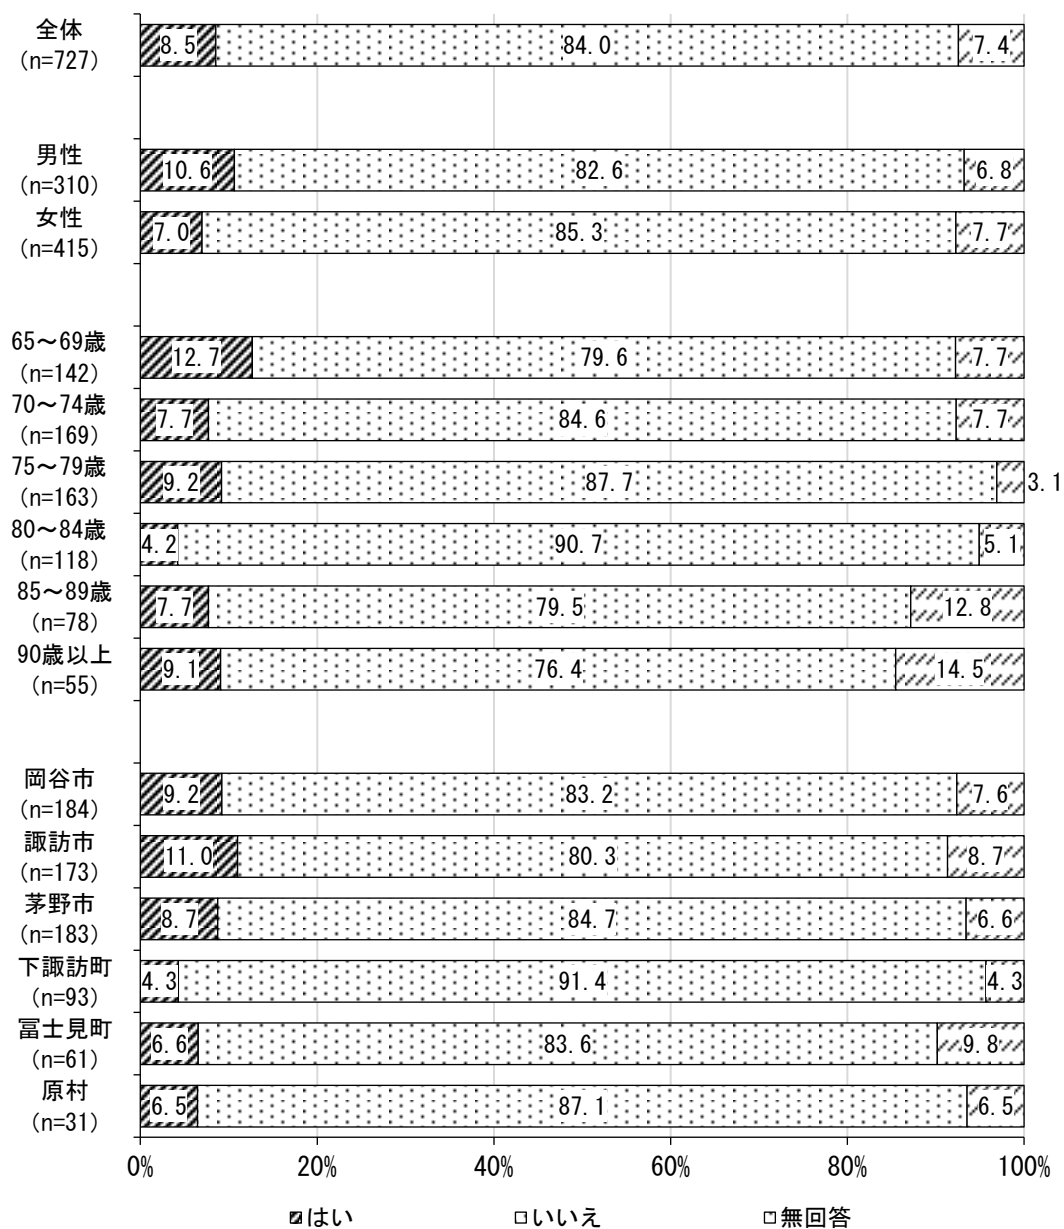 全体
(n=727)
8.5 84.0 7.4
男性
(n=310)
10.6 82.6 6.8
女性
(n=415)
7.0 85.3 7.7
65～69歳
(n=142)
12.7 79.6 7.7
70～74歳
(n=169)
7.7 84.6 7.7
75～79歳
(n=163)
9.2 87.7 3.1
80～84歳
(n=118)
4.2 90.7 5.1
85～89歳
(n=78)
7.7 79.5 12.8
90歳以上
(n=55)
9.1 76.4 14.5
岡谷市
(n=184)
9.2 83.2 7.6
諏訪市
(n=173)
11.0 80.3 8.7
茅野市
(n=183)
8.7 84.7 6.6
下諏訪町
(n=93)
4.3 91.4 4.3
冨士見町
(n=61)
6.6 83.6 9.8
原村
(n=31)
6.5 87.1 6.5
0% 20% 40% 60% 80% 100%
はい いいえ 無回答